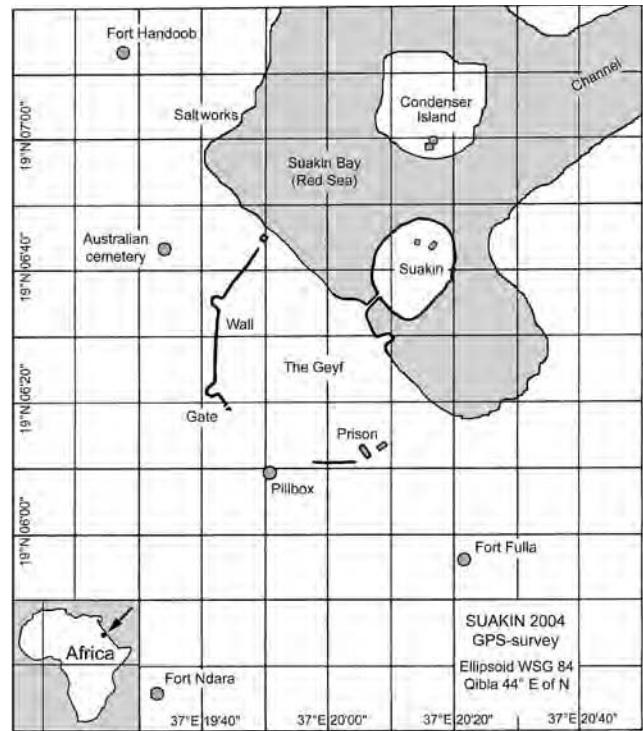 Fort Handoob
Channel
Condenser
Island
Saltworks
19°N 07'00"
Suakin Bay
(Red Sea)
Australian
cemetery
19°N 06'40"
Suakin
Wall
The Geyf
19°N 06'20"
Gate
Prison
Pillbox
19°N 06'00"
Fort Fulla
SUAKIN 2004
GPS-survey
Africa
Ellipsoid WSG 84
Qibla 44° E of N
Fort Ndara
37°E 19'40"
37°E 20'00"
37°E 20'20"
37°E 20'40"